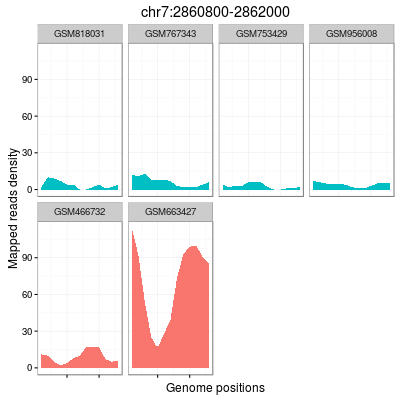 chr7:2860800-2862000
GSM818031 GSM767343 GSM753429 GSM956008
90
60
30
0
GSM466732 GSM663427
90
60
30
0
Mapped reads density
Genome positions